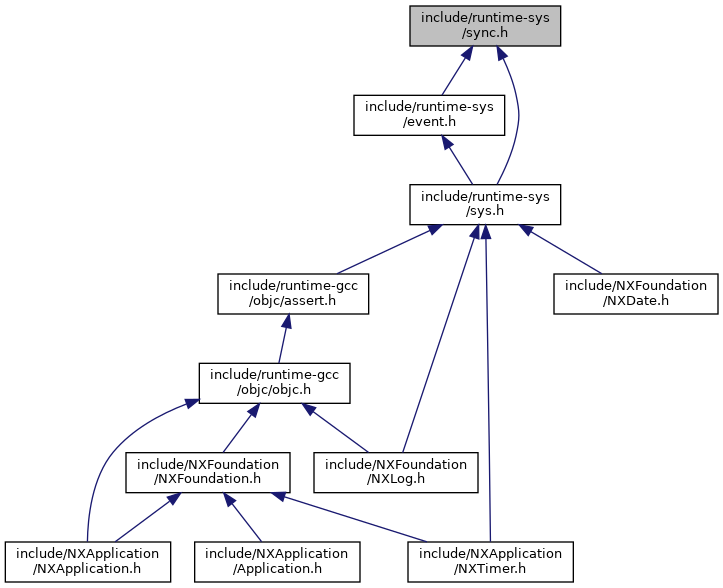 include/runtime-sys
/sync.h
include/runtime-sys
/event.h
include/runtime-sys
/sys.h
include/runtime-gcc
/objc/assert.h
include/NXFoundation
/NXDate.h
include/runtime-gcc
/objc/objc.h
include/NXFoundation
/NXFoundation.h
include/NXFoundation
/NXLog.h
include/NXApplication
/NXApplication.h
include/NXApplication
/Application.h
include/NXApplication
/NXTimer.h